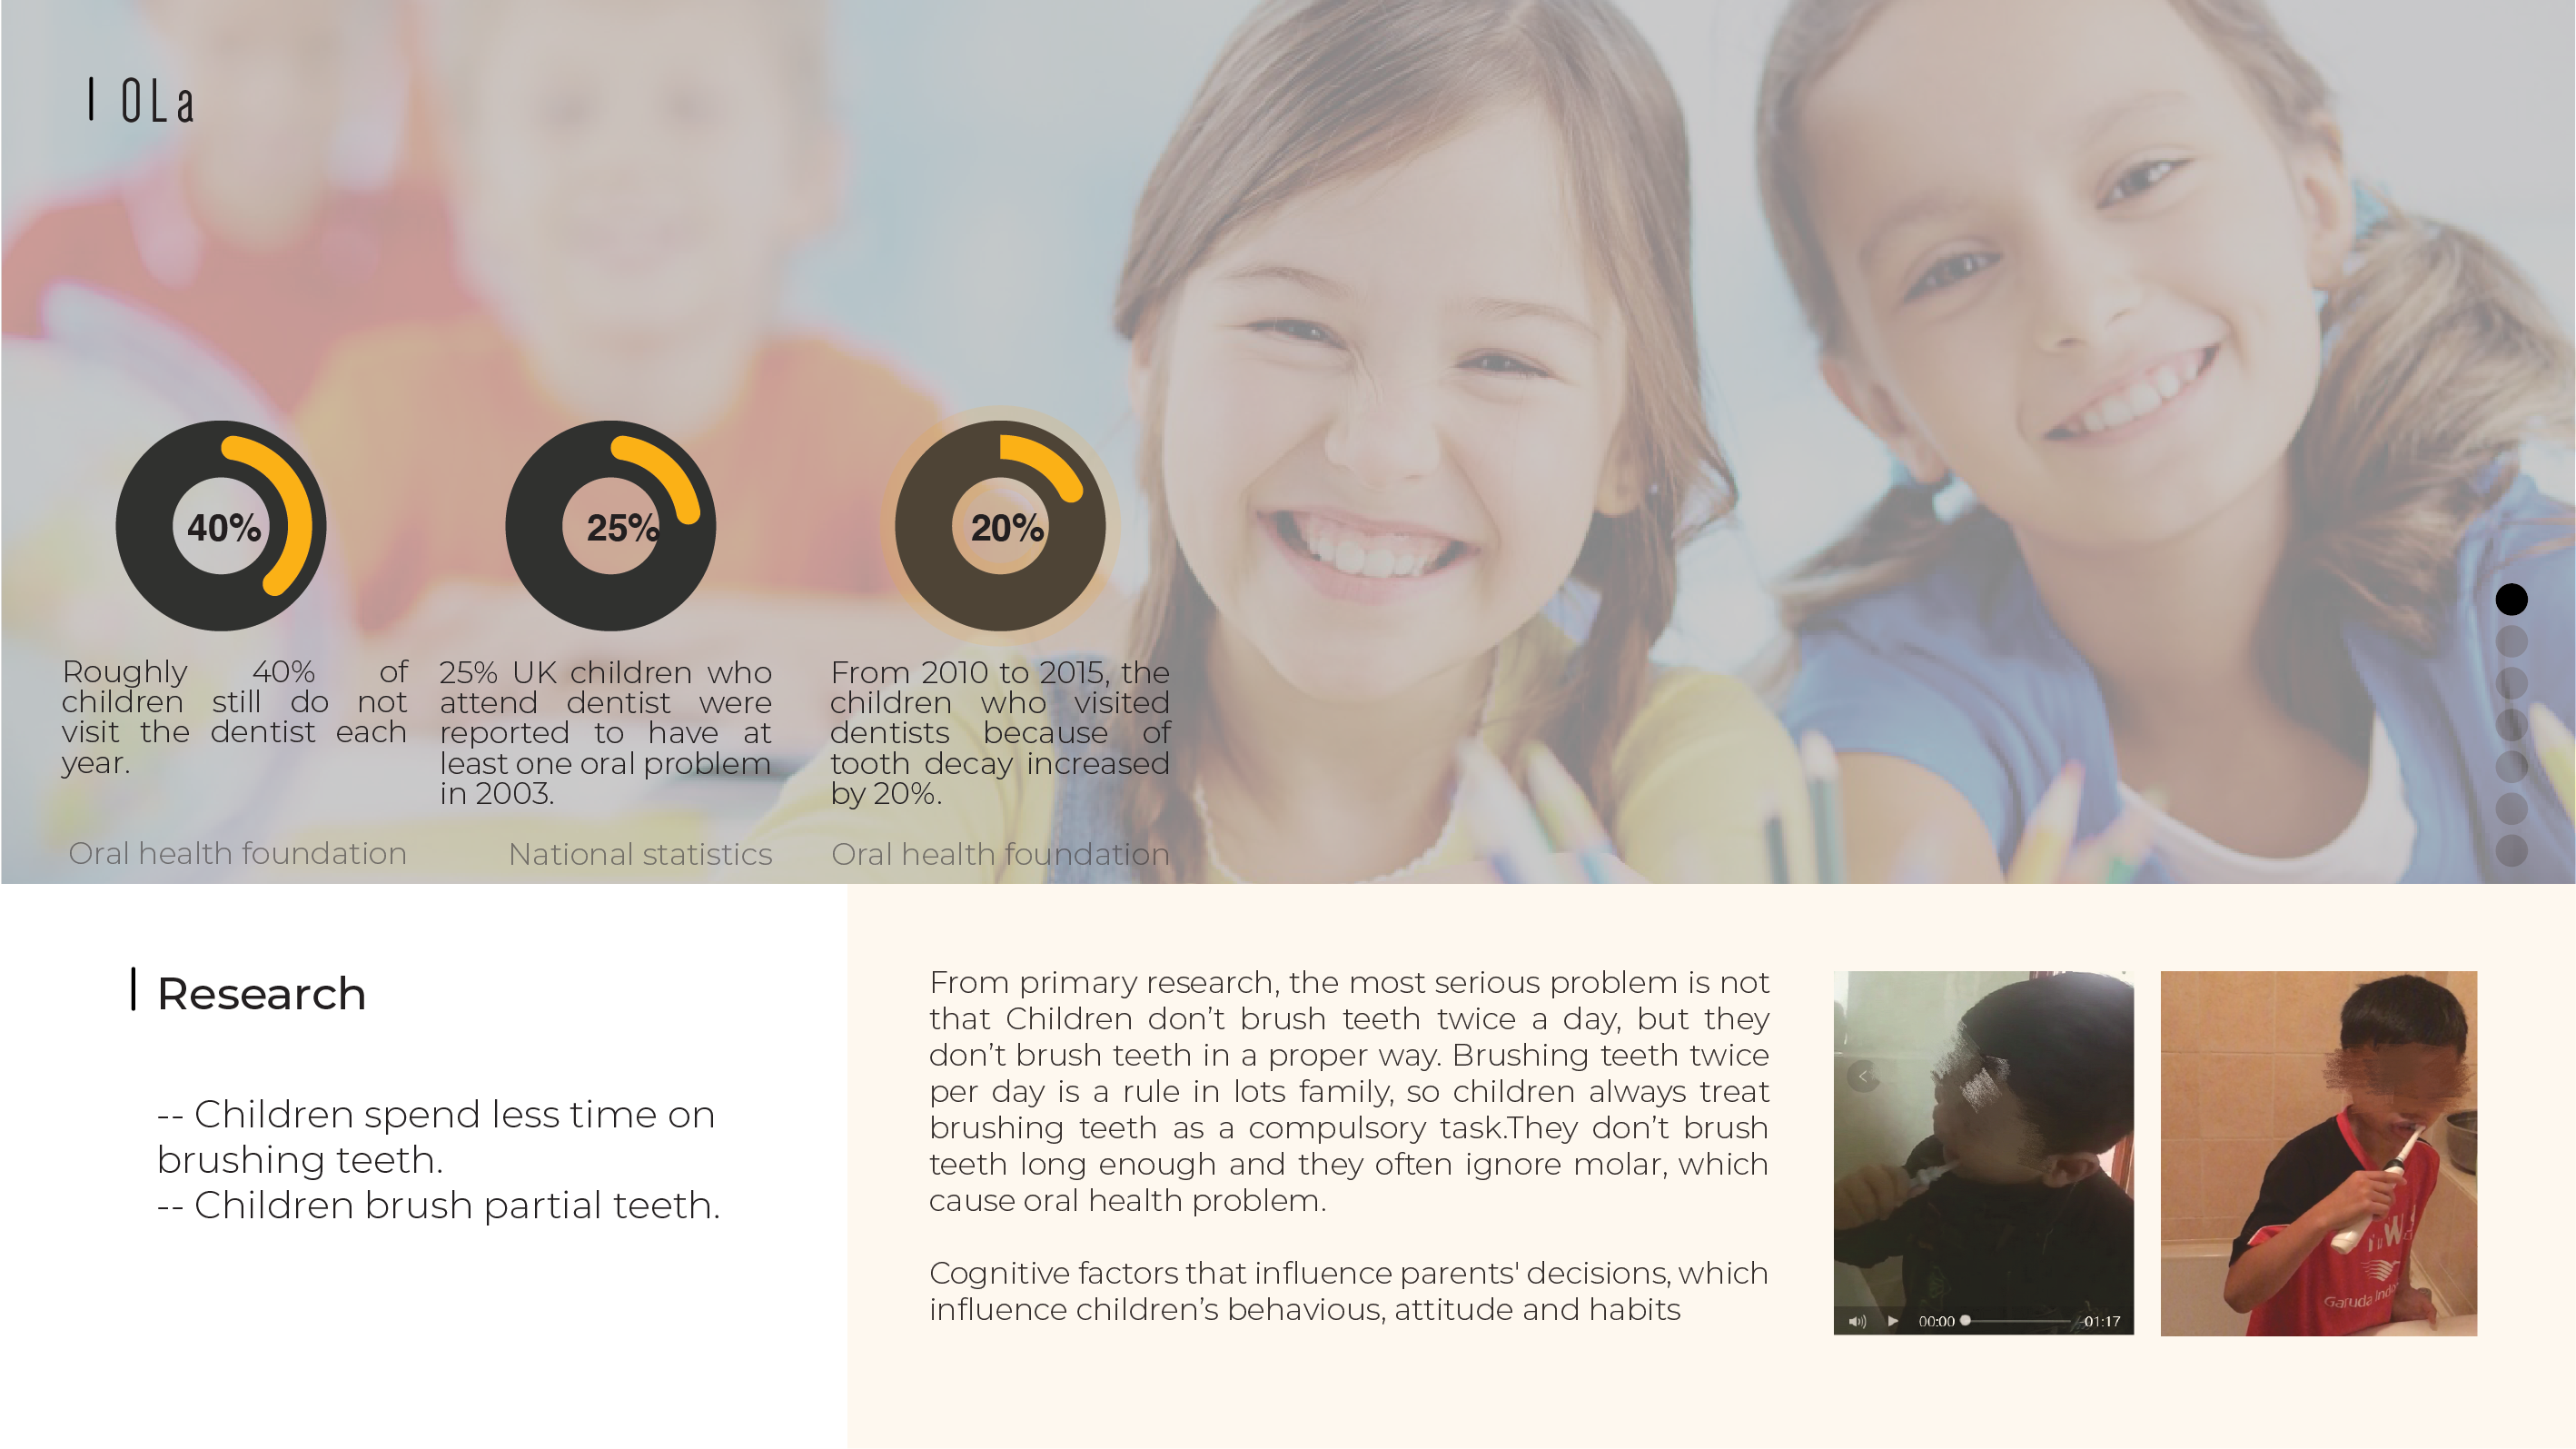 OLa
40%
25%
20%
Roughly 40% of
children still do not
visit the dentist each
year.
Oral health foundation
25% UK children who
attend dentist were
reported to have at
least one oral problem
in 2003.
National statistics
From 2010 to 2015, the
children who visited
dentists because of
tooth decay increased
by 20%.
Oral health foundation
Research
-- Children spend less time on
brushing teeth.
-- Children brush partial teeth.
From primary research, the most serious problem is not
that Children don’t brush teeth twice a day, but they
don’t brush teeth in a proper way. Brushing teeth twice
per day is a rule in lots family, so children always treat
brushing teeth as a compulsory task.They don’t brush
teeth long enough and they often ignore molar, which
cause oral health problem.
Cognitive factors that influence parents' decisions, which
influence children’s behavious, attitude and habits
00:00
-01:17
Garuda